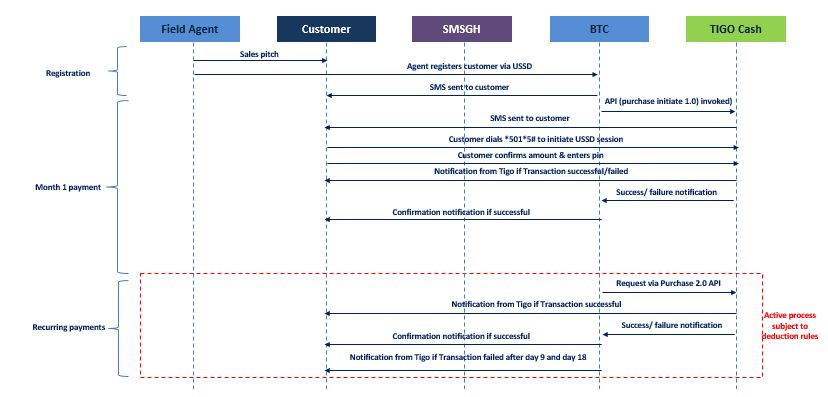 Field Agent
Customer
SMSGH
BTC
TIGO Cash
Sales pitch
Agent registers customer via USSD
Registration
SMS sent to customer
API (purchase initiate 1.0) invoked)
SMS sent to customer
Customer dials *501*5# to initiate USSD session
Customer confirms amount & enters pin
Notification from Tigo if Transaction successful/failed
Month 1 payment
Success/ failure notification
Confirmation notification if successful
Request via Purchase 2.0 API
Notification from Tigo if Transaction successful
Recurring payments
Success/ failure notification
Active process
subject to
deduction rules
Confirmation notification if successful
Notification from Tigo if Transaction failed after day 9 and day 18